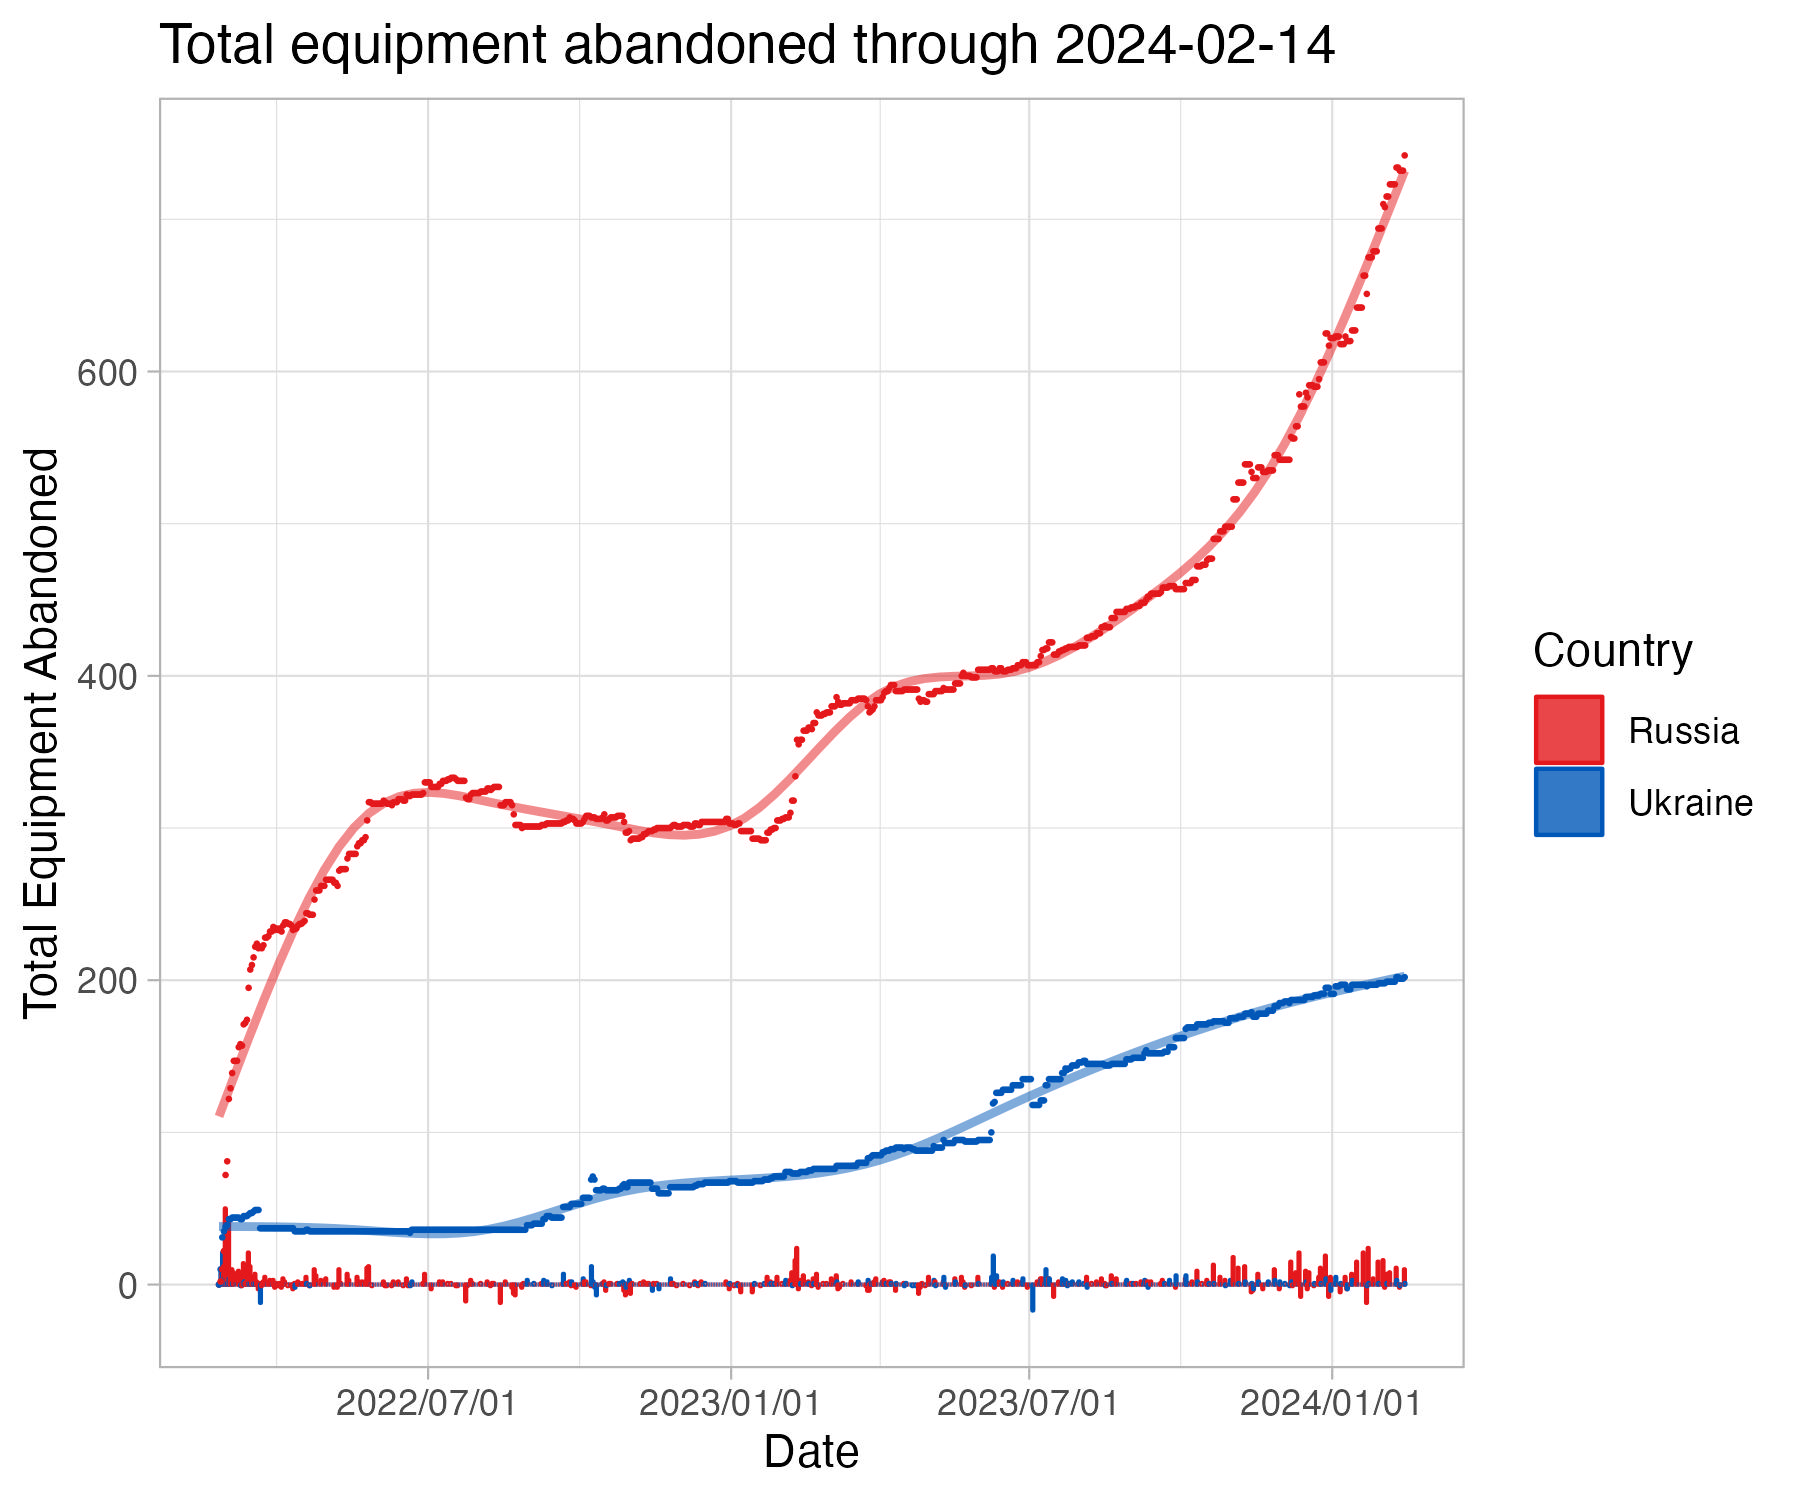 Total equipment abandoned through 2024-02-14
Total Equipment Abandoned
600
400
200
0
2022/07/01
2023/01/01
2023/07/01
2024/01/01
Date
Country
Russia
Ukraine